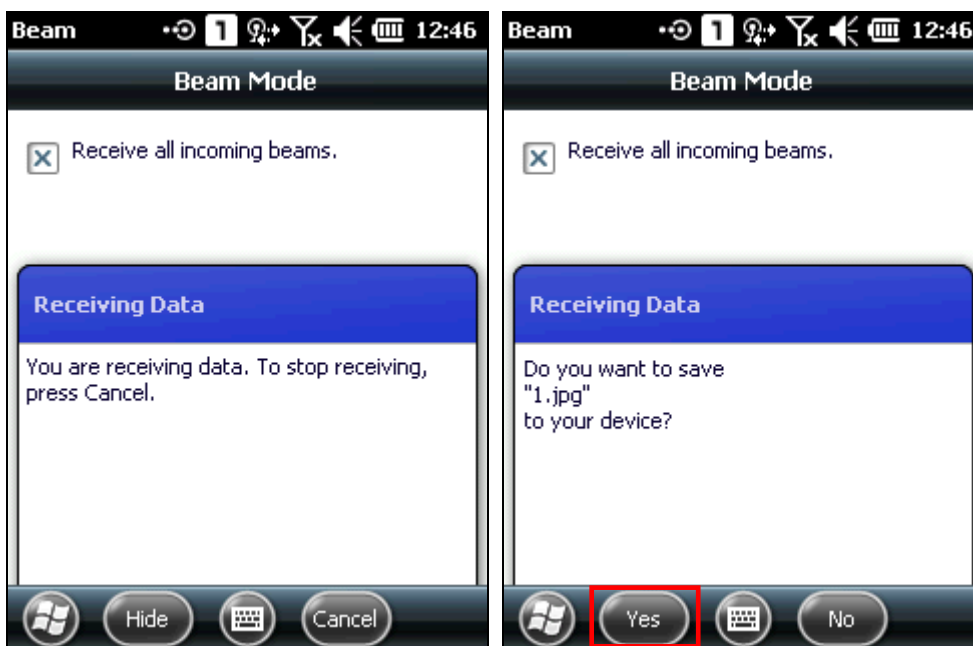 Beam 1 12:46
Beam Mode
Receive all incoming beams.
Receiving Data
You are receiving data. To stop receiving,
press Cancel.
Hide Cancel
Beam 1 12:46
Beam Mode
Receive all incoming beams.
Receiving Data
Do you want to save
"1.jpg"
to your device?
Yes No